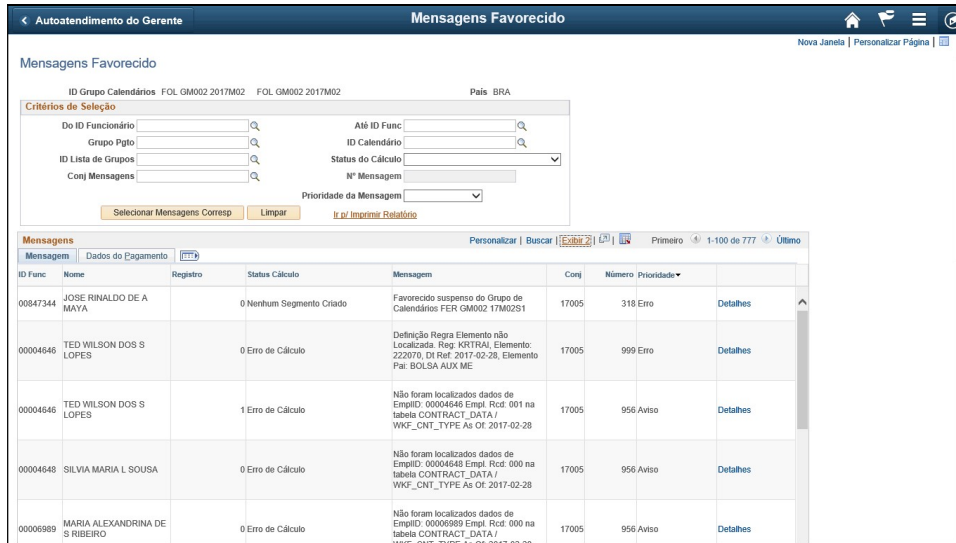 Autoatendimento do Gerente
Mensagens Favorecido
Nova Janela | Personalizar Página |
Mensagens Favorecido
ID Grupo Calendários FOL GM002 2017M02 FOL GM002 2017M02 País BRA
Critérios de Seleção
Do ID Funcionário Até ID Func
Grupo Pgto ID Calendário
ID Lista de Grupos Status do Cálculo
Conj Mensagens Nº Mensagem
Prioridade da Mensagem
Selecionar Mensagens Corresp Limpar Ir p/ Imprimir Relatório
Mensagens Personalizar | Buscar | Exibir 2 | | Primeiro 1-100 de 777 Último
Mensagem Dados do Pagamento
ID Func Nome Registro Status Cálculo Mensagem Conj Número Prioridade
00847344 JOSE RINALDO DE A MAYA 0 Nenhum Segmento Criado Favorecido suspenso do Grupo de Calendários FER GM002 17M02S1 17005 318 Erro Detalhes
00004646 TED WILSON DOS S LOPES 0 Erro de Cálculo Definição Regra Elemento não Localizada. Reg: KRTRAI, Elemento: 222070, Dt Ref: 2017-02-28, Elemento Pai: BOLSA AUX ME 17005 999 Erro Detalhes
00004646 TED WILSON DOS S LOPES 1 Erro de Cálculo Não foram localizados dados de EmplID: 00004646 Empl. Rcd: 001 na tabela CONTRACT_DATA / WKF_CNT_TYPE As Of: 2017-02-28 17005 956 Aviso Detalhes
00004648 SILVIA MARIA L SOUSA 0 Erro de Cálculo Não foram localizados dados de EmplID: 00004648 Empl. Rcd: 000 na tabela CONTRACT_DATA / WKF_CNT_TYPE As Of: 2017-02-28 17005 956 Aviso Detalhes
00006989 MARIA ALEXANDRINA DE S RIBEIRO 0 Erro de Cálculo Não foram localizados dados de EmplID: 00006989 Empl. Rcd: 000 na tabela CONTRACT_DATA / 17005 956 Aviso Detalhes